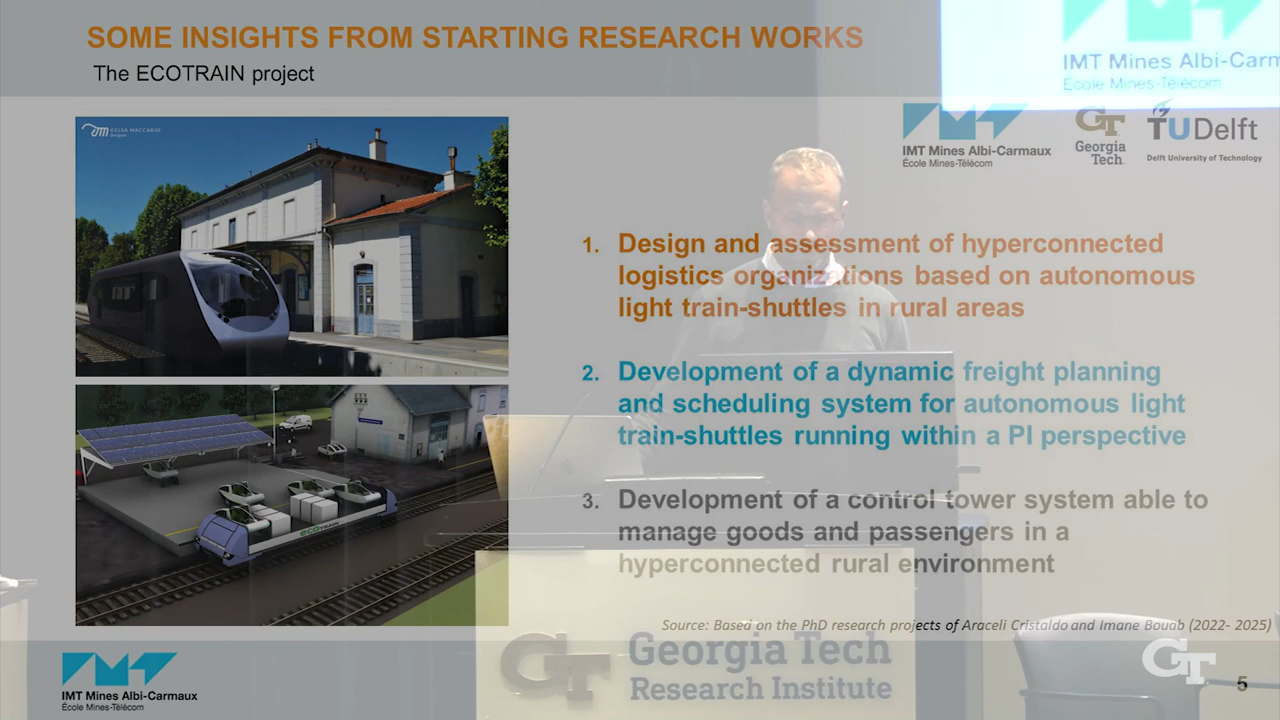 SOME INSIGHTS FROM STARTING RESEARCH WORKS
The ECOTRAIN project
IMT Mines Albi-Carm
École Mines-Télécom
IMT Mines Albi-Carmaux
École Mines-Télécom
GT
Georgia
Tech
TUDelft
Delft University of Technology
1. Design and assessment of hyperconnected
logistics organizations based on autonomous
light train-shuttles in rural areas
2. Development of a dynamic freight planning
and scheduling system for autonomous light
train-shuttles running within a PI perspective
3. Development of a control tower system able to
manage goods and passengers in a
hyperconnected rural environment
ECOTRAIN
Source: Based on the PhD research projects of Araceli Cristaldo and Imane Bouab (2022- 2025)
GT
Georgia Tech
Research Institute
GT
5
IMT Mines Albi-Carmaux
École Mines-Télécom